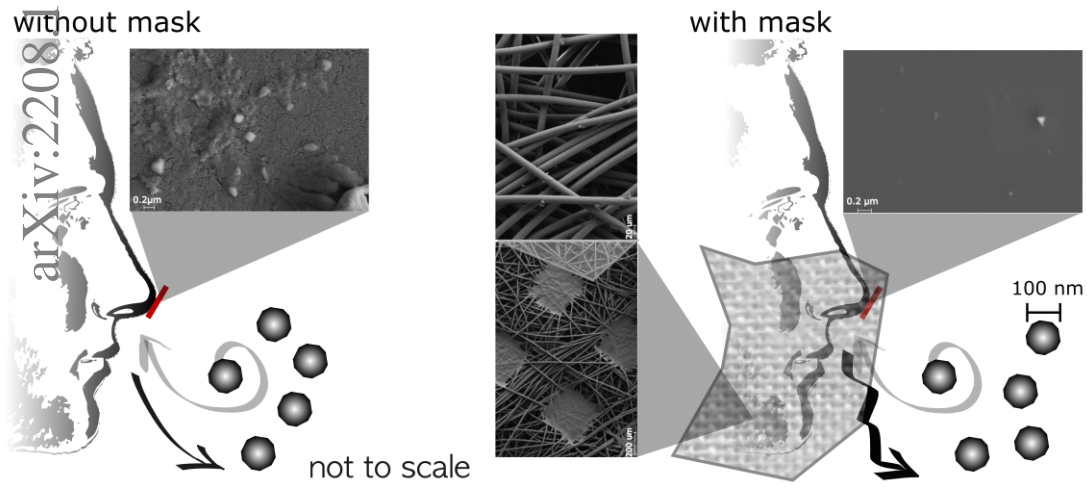 without mask
with mask
arXiv:2208.1
0.2µm
20 µm
0.2 µm
200 µm
100 nm
not to scale